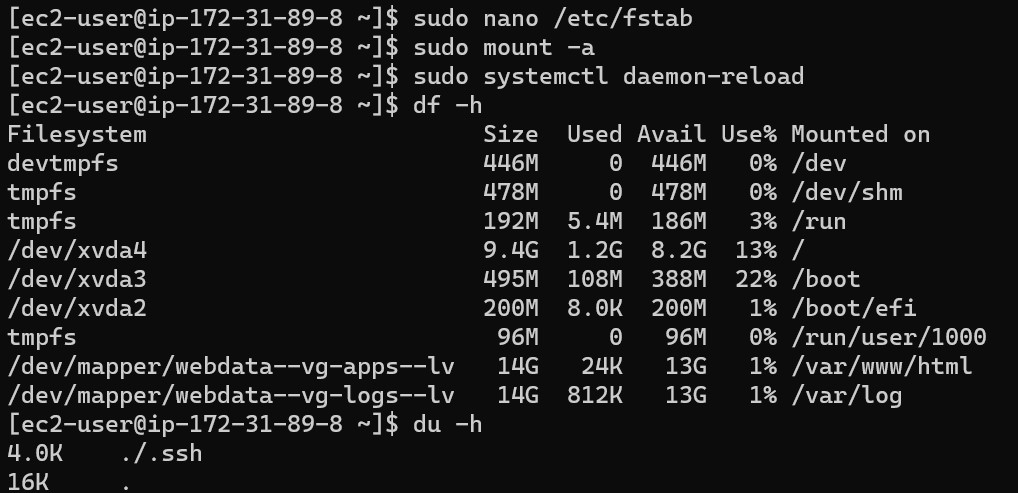 [ec2-user@ip-172-31-89-8 ~]$ sudo nano /etc/fstab
[ec2-user@ip-172-31-89-8 ~]$ sudo mount -a
[ec2-user@ip-172-31-89-8 ~]$ sudo systemctl daemon-reload
[ec2-user@ip-172-31-89-8 ~]$ df -h
Filesystem                        Size  Used Avail Use% Mounted on
devtmpfs                          446M     0  446M   0% /dev
tmpfs                             478M     0  478M   0% /dev/shm
tmpfs                             192M  5.4M  186M   3% /run
/dev/xvda4                        9.4G  1.2G  8.2G  13% /
/dev/xvda3                        495M  108M  388M  22% /boot
/dev/xvda2                        200M  8.0K  200M   1% /boot/efi
tmpfs                              96M     0   96M   0% /run/user/1000
/dev/mapper/webdata--vg-apps--lv   14G   24K   13G   1% /var/www/html
/dev/mapper/webdata--vg-logs--lv   14G  812K   13G   1% /var/log
[ec2-user@ip-172-31-89-8 ~]$ du -h
4.0K    ./.ssh
16K     .